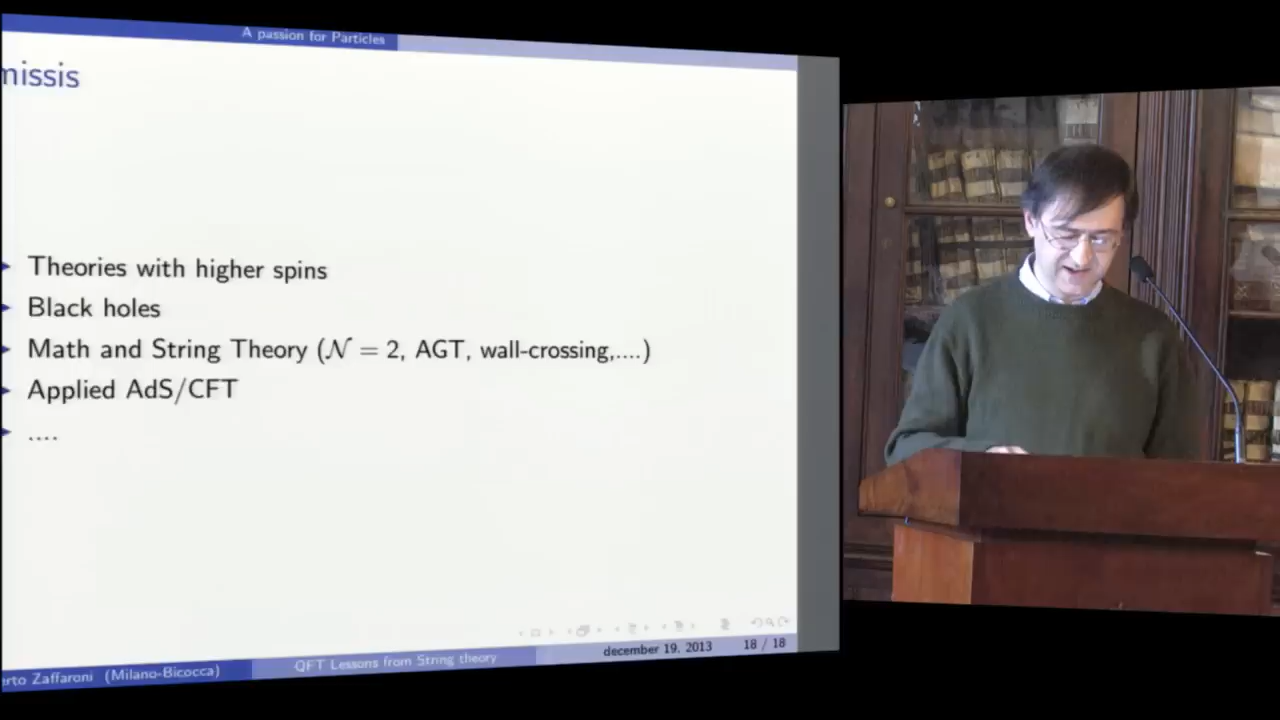 A passion for Particles
missis
Theories with higher spins
Black holes
Math and String Theory (N = 2, AGT, wall-crossing,....)
Applied AdS/CFT
....
erto Zaffaroni (Milano-Bicocca)
QFT Lessons from String theory
december 19, 2013
18 / 18